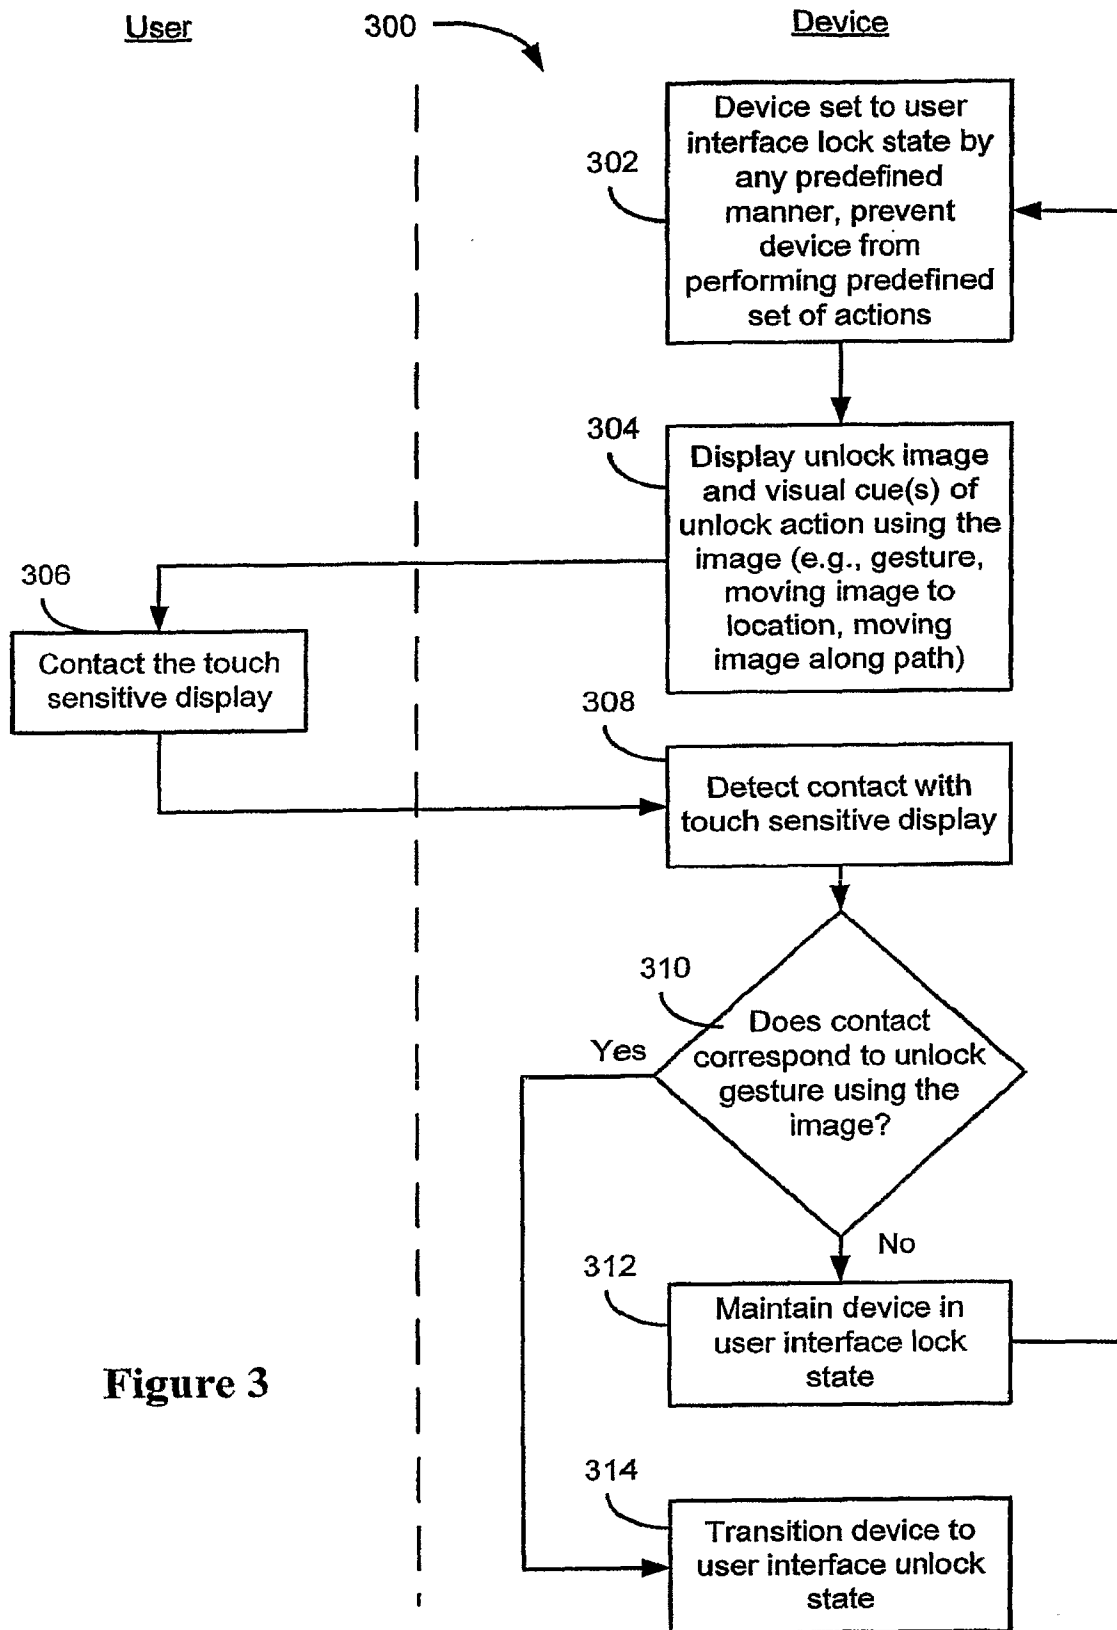 User
300
Device
302
Device set to user
interface lock state by
any predefined
manner, prevent
device from
performing predefined
set of actions
304
Display unlock image
and visual cue(s) of
unlock action using the
image (e.g., gesture,
moving image to
location, moving
image along path)
306
Contact the touch
sensitive display
308
Detect contact with
touch sensitive display
310
Does contact
correspond to unlock
gesture using the
image?
Yes
No
312
Maintain device in
user interface lock
state
Figure 3
314
Transition device to
user interface unlock
state